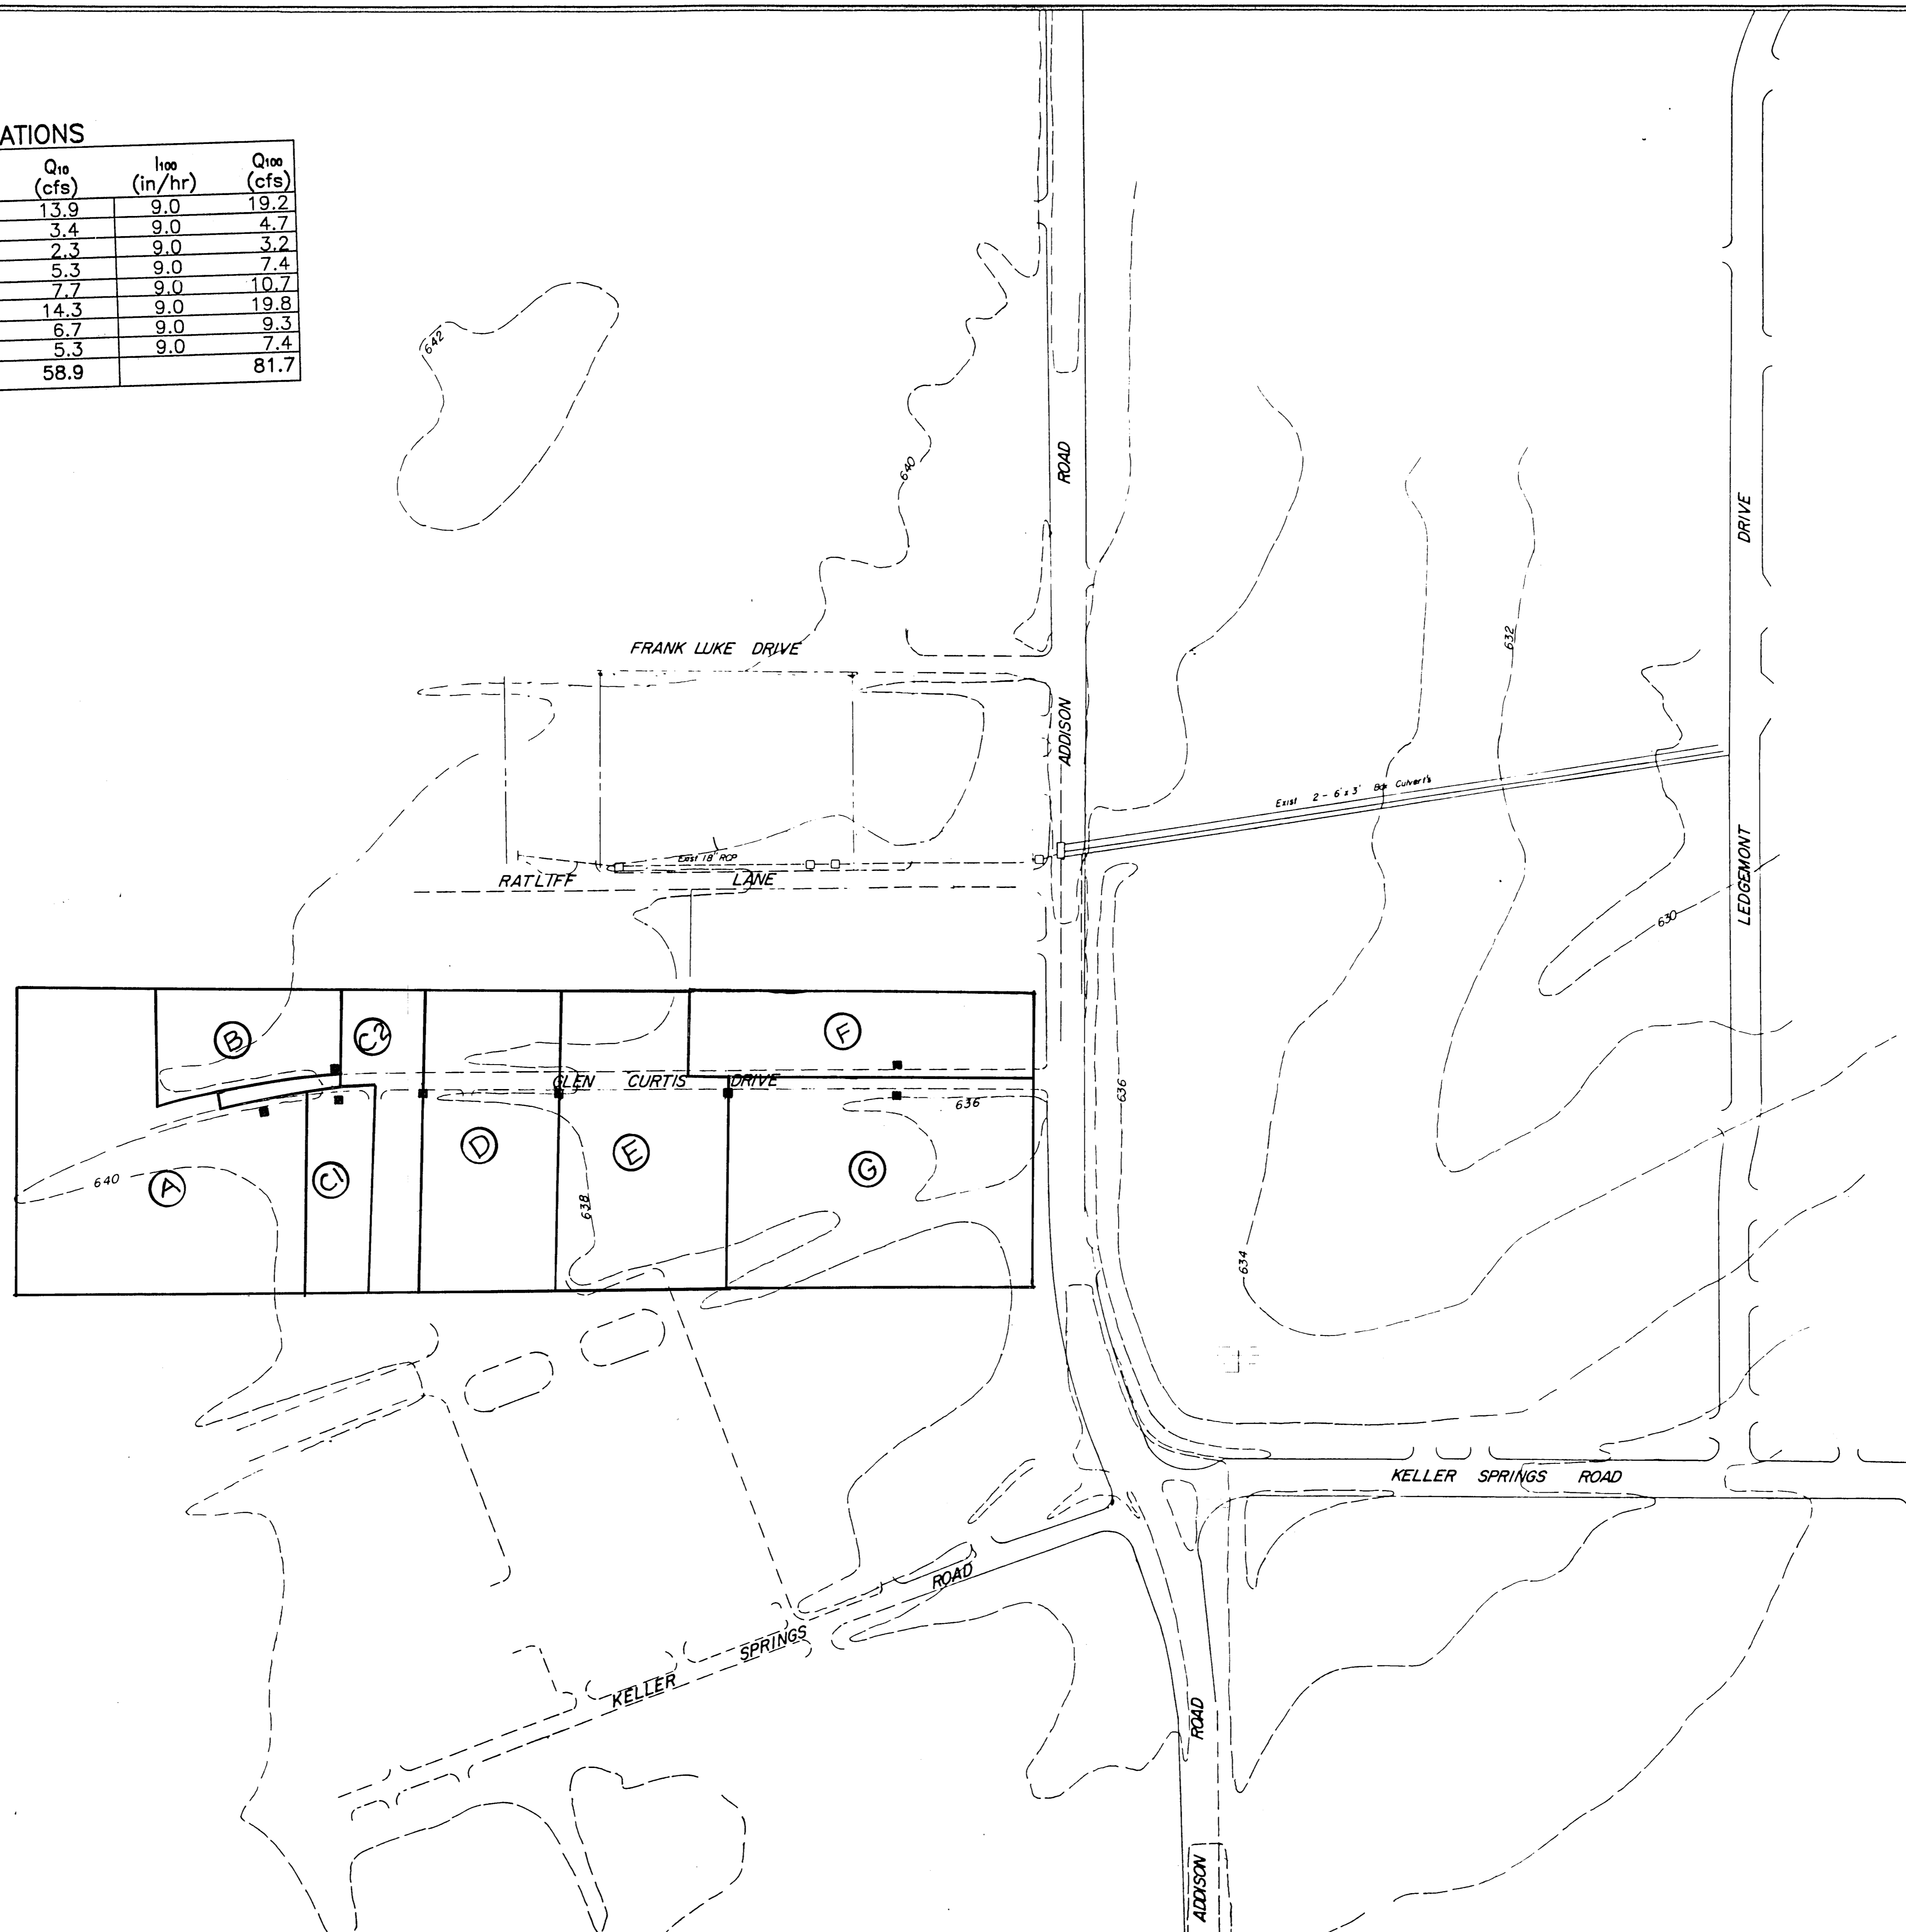 ATIONS
Q10 (cfs) I100 (in/hr) Q100 (cfs)
13.9 9.0 19.2
3.4 9.0 4.7
2.3 9.0 3.2
5.3 9.0 7.4
7.7 9.0 10.7
14.3 9.0 19.8
6.7 9.0 9.3
5.3 9.0 7.4
58.9 81.7
642
640
ROAD
DRIVE
632
FRANK LUKE DRIVE
ADDISON
Exist 2 - 6' x 3' Box Culvert's
Exist 18" RCP
RATLIFF LANE
LEDGEMONT
630
B
C2
F
GLEN CURTIS DRIVE
636
636
D
E
G
640
A
C1
638
634
KELLER SPRINGS ROAD
ROAD
SPRINGS
KELLER
ROAD
ADDISON